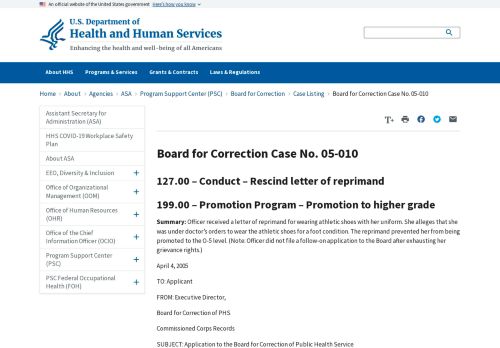 An official website of the United States government Here's how you know
U.S. Department of
Health and Human Services
Enhancing the health and well-being of all Americans
About HHS Programs & Services Grants & Contracts Laws & Regulations
Home › About › Agencies › ASA › Program Support Center (PSC) › Board for Correction › Case Listing › Board for Correction Case No. 05-010
Assistant Secretary for
Administration (ASA)
HHS COVID-19 Workplace Safety
Plan
About ASA
EEO, Diversity & Inclusion +
Office of Organizational
Management (OOM) +
Office of Human Resources
(OHR) +
Office of the Chief
Information Officer (OCIO) +
Program Support Center
(PSC) +
PSC Federal Occupational
Health (FOH) +
T+
Board for Correction Case No. 05-010
127.00 – Conduct – Rescind letter of reprimand
199.00 – Promotion Program – Promotion to higher grade
Summary: Officer received a letter of reprimand for wearing athletic shoes with her uniform. She alleges that she
was under doctor's orders to wear the athletic shoes for a foot condition. The reprimand prevented her from being
promoted to the O-5 level. (Note: Officer did not file a follow-on application to the Board after exhausting her
grievance rights.)
April 4, 2005
TO: Applicant
FROM: Executive Director,
Board for Correction of PHS
Commissioned Corps Records
SUBJECT: Application to the Board for Correction of Public Health Service